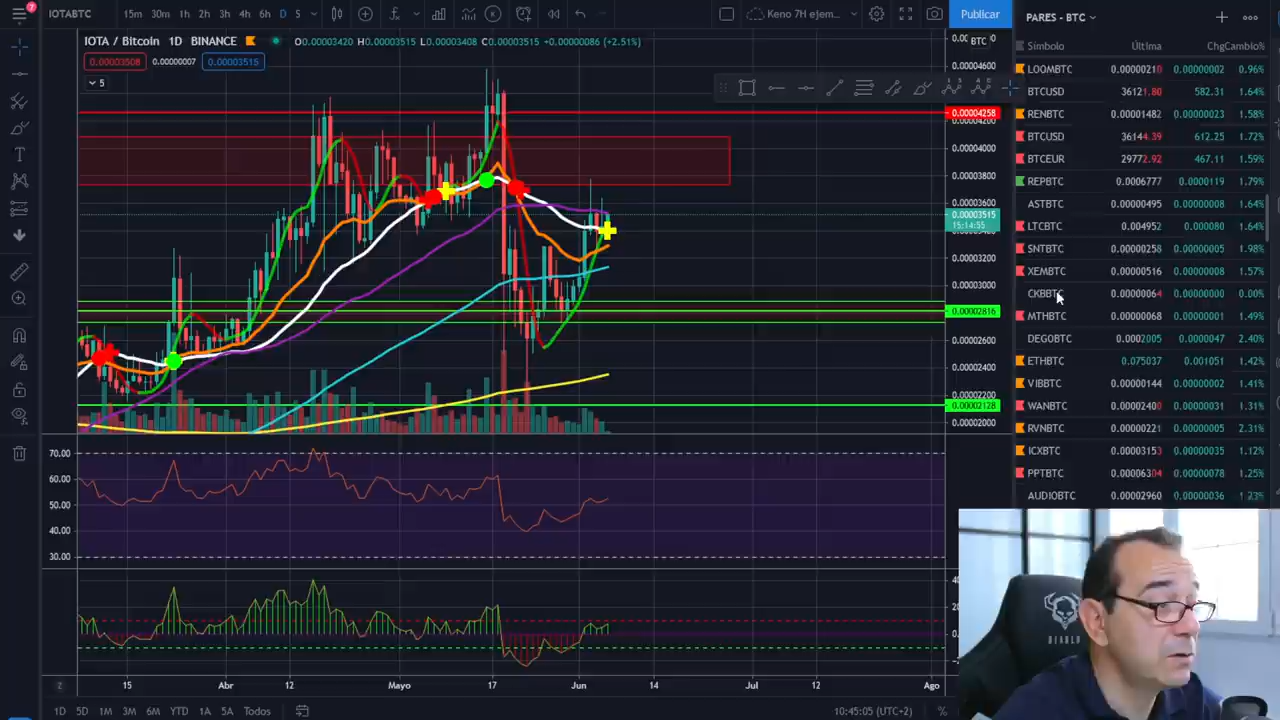 7
IOTABTC 15m 30m 1h 2h 3h 4h 6h D 5 Keno 7H ejem... Publicar PARES - BTC
IOTA / Bitcoin 1D BINANCE O0.00003420 H0.00003515 L0.00003408 C0.00003515 +0.00000086 (+2.51%) BTC
0.00003508 0.00000007 0.00003515
5
0.00004600
0.00004258
0.00004200
0.00004000
0.00003800
0.00003600
0.00003515
15:14:55
0.00003200
0.00003000
0.00002816
0.00002600
0.00002400
0.00002128
0.00002000
70.00
60.00
50.00
40.00
30.00
15 Abr 12 Mayo 17 Jun 14 Jul 12 Ago
1D 5D 1M 3M 6M YTD 1A 5A Todos 10:45:05 (UTC+2) %
Símbolo Última Chg Cambio%
LOOMBTC 0.00000210 0.00000002 0.96%
BTCUSD 36121.80 582.31 1.64%
RENBTC 0.00001482 0.00000023 1.58%
BTCUSD 36144.39 612.25 1.72%
BTCEUR 29772.92 467.11 1.59%
REPBTC 0.0006777 0.0000119 1.79%
ASTBTC 0.00000495 0.00000008 1.64%
LTCBTC 0.004952 0.00080 1.64%
SNTBTC 0.00000258 0.00000005 1.98%
XEMBTC 0.00000516 0.00000008 1.57%
CKBBTC 0.00000064 0.00000000 0.00%
MTHBTC 0.00000068 0.00000001 1.49%
DEGOBTC 0.0002005 0.0000047 2.40%
ETHBTC 0.075037 0.001051 1.42%
VIBBTC 0.00000144 0.00000002 1.41%
WANBTC 0.00002400 0.00000031 1.31%
RVNBTC 0.00000221 0.00000005 2.31%
ICXBTC 0.00003153 0.00000035 1.12%
PPTBTC 0.00006304 0.00000078 1.25%
AUDIOBTC 0.00002960 0.00000036 1.23%
DIABLO